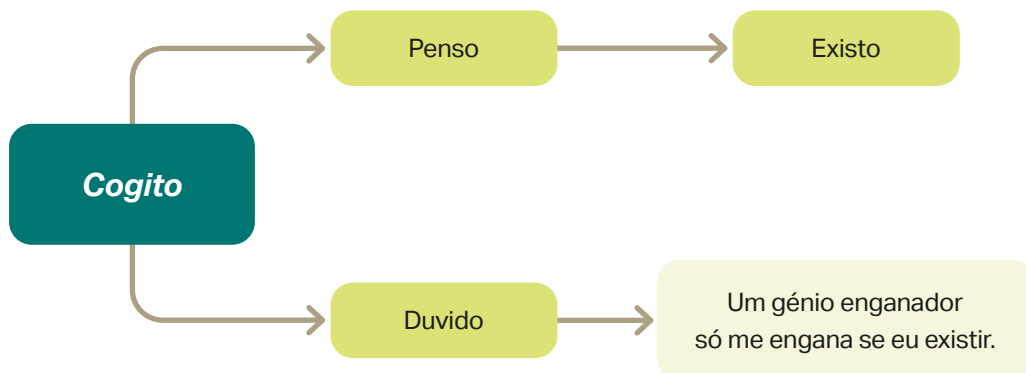 Penso
Existo
Cogito
Duvido
Um génio enganador
só me engana se eu existir.